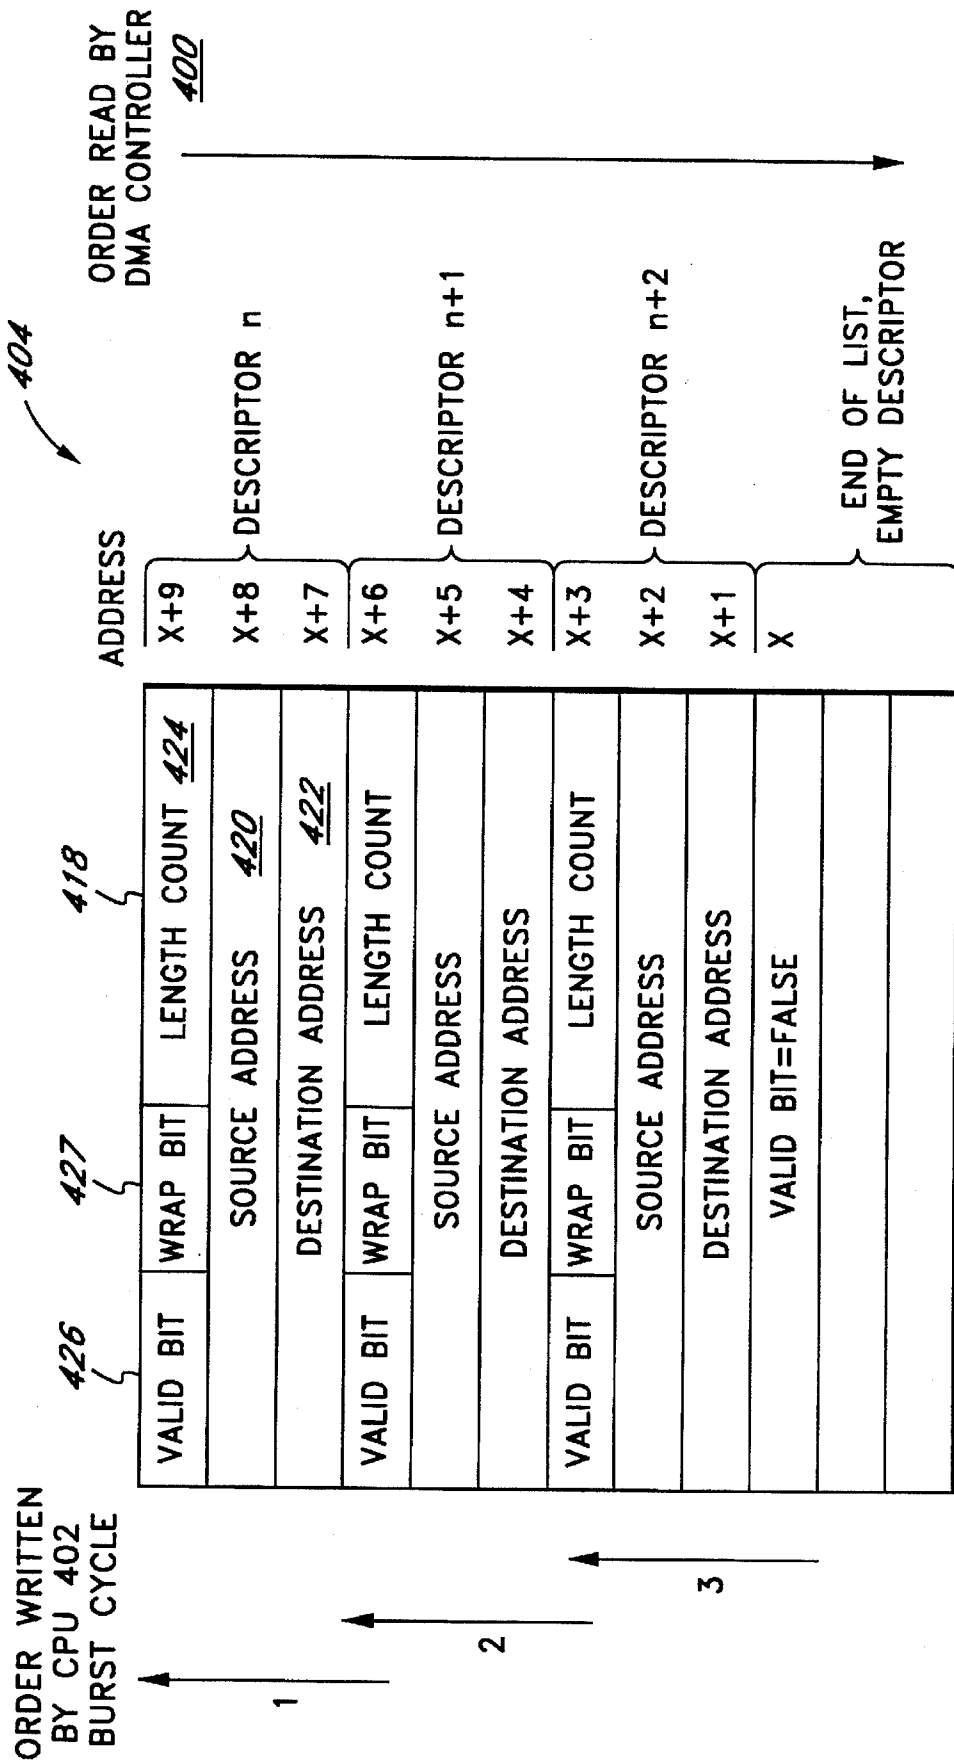 ORDER WRITTEN
BY CPU 402
BURST CYCLE
426
427
418
404
ADDRESS
ORDER READ BY
DMA CONTROLLER
400
VALID BIT WRAP BIT LENGTH COUNT 424 X+9
SOURCE ADDRESS 420 X+8 DESCRIPTOR n
DESTINATION ADDRESS 422 X+7
VALID BIT WRAP BIT LENGTH COUNT X+6
SOURCE ADDRESS X+5 DESCRIPTOR n+1
DESTINATION ADDRESS X+4
VALID BIT WRAP BIT LENGTH COUNT X+3
SOURCE ADDRESS X+2 DESCRIPTOR n+2
DESTINATION ADDRESS X+1
VALID BIT=FALSE X
END OF LIST,
EMPTY DESCRIPTOR
1
2
3